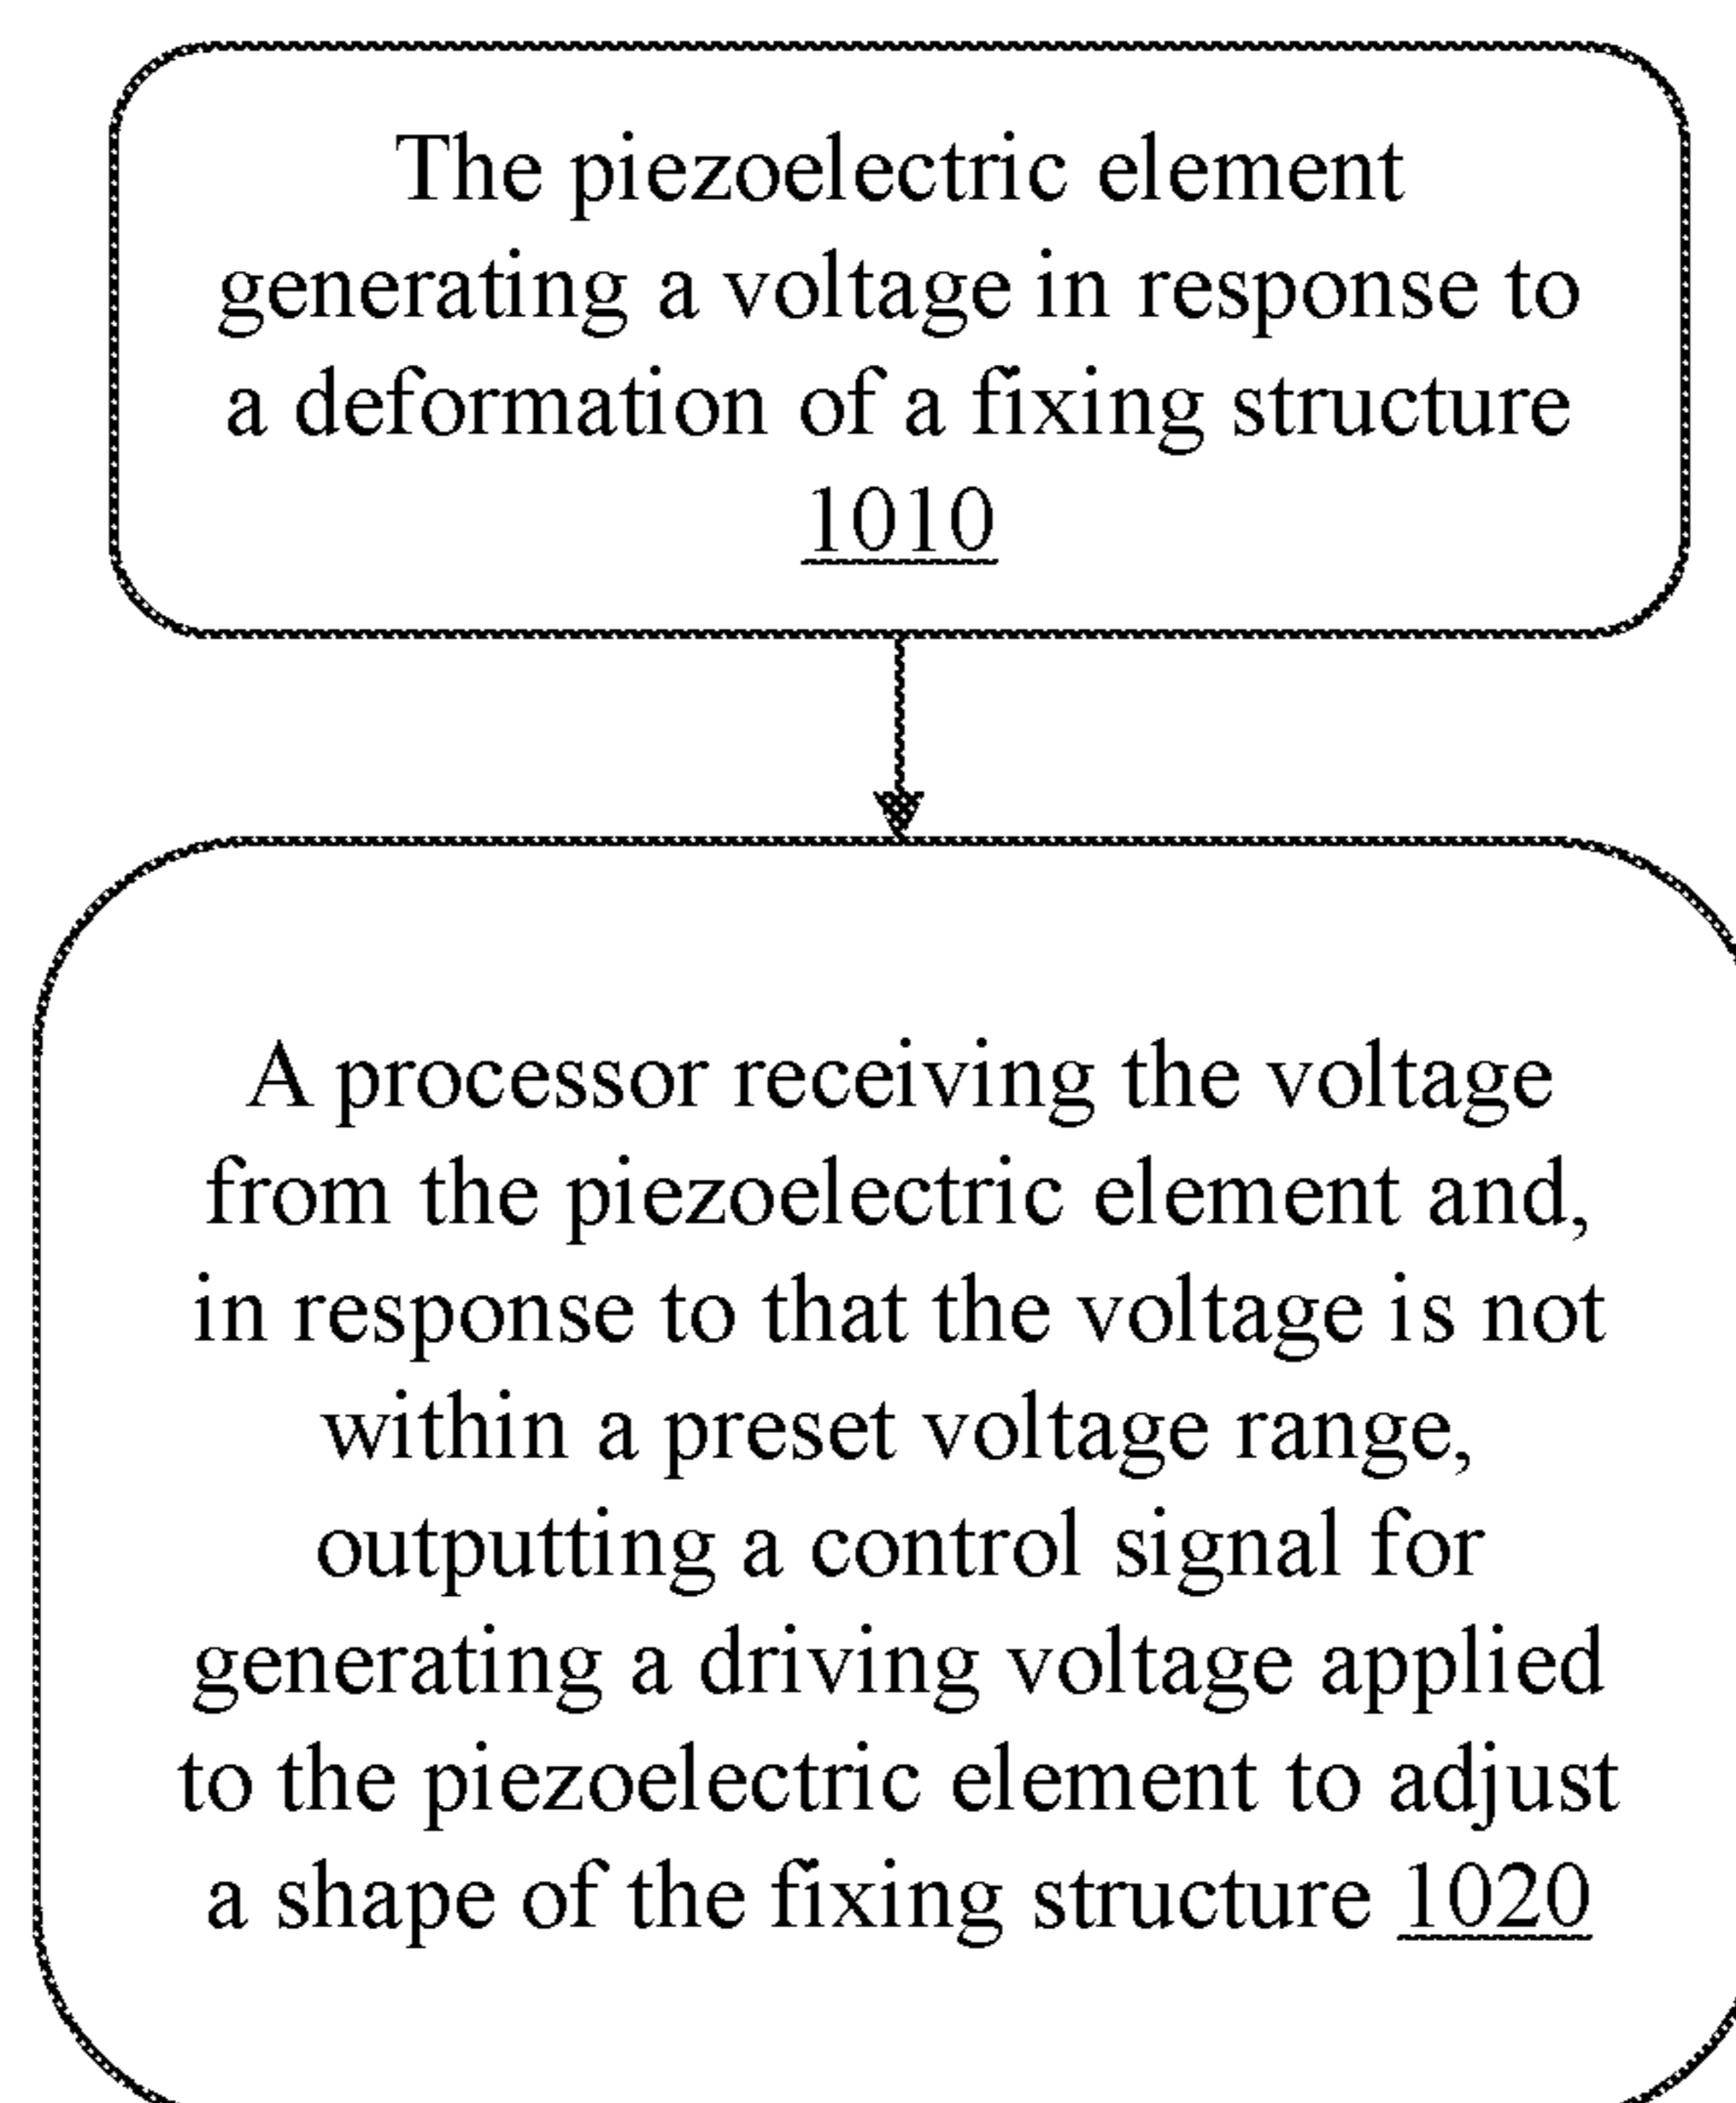 The piezoelectric element
generating a voltage in response to
a deformation of a fixing structure
1010
A processor receiving the voltage
from the piezoelectric element and,
in response to that the voltage is not
within a preset voltage range,
outputting a control signal for
generating a driving voltage applied
to the piezoelectric element to adjust
a shape of the fixing structure 1020